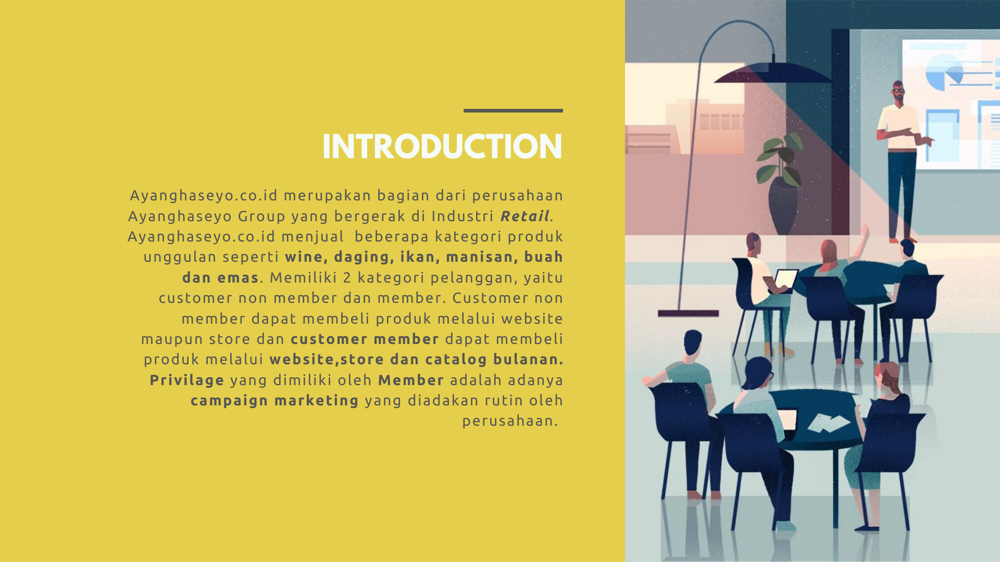 INTRODUCTION
Ayanghaseyo.co.id merupakan bagian dari perusahaan
Ayanghaseyo Group yang bergerak di Industri Retail.
Ayanghaseyo.co.id menjual beberapa kategori produk
unggulan seperti wine, daging, ikan, manisan, buah
dan emas. Memiliki 2 kategori pelanggan, yaitu
customer non member dan member. Customer non
member dapat membeli produk melalui website
maupun store dan customer member dapat membeli
produk melalui website,store dan catalog bulanan.
Privilage yang dimiliki oleh Member adalah adanya
campaign marketing yang diadakan rutin oleh
perusahaan.